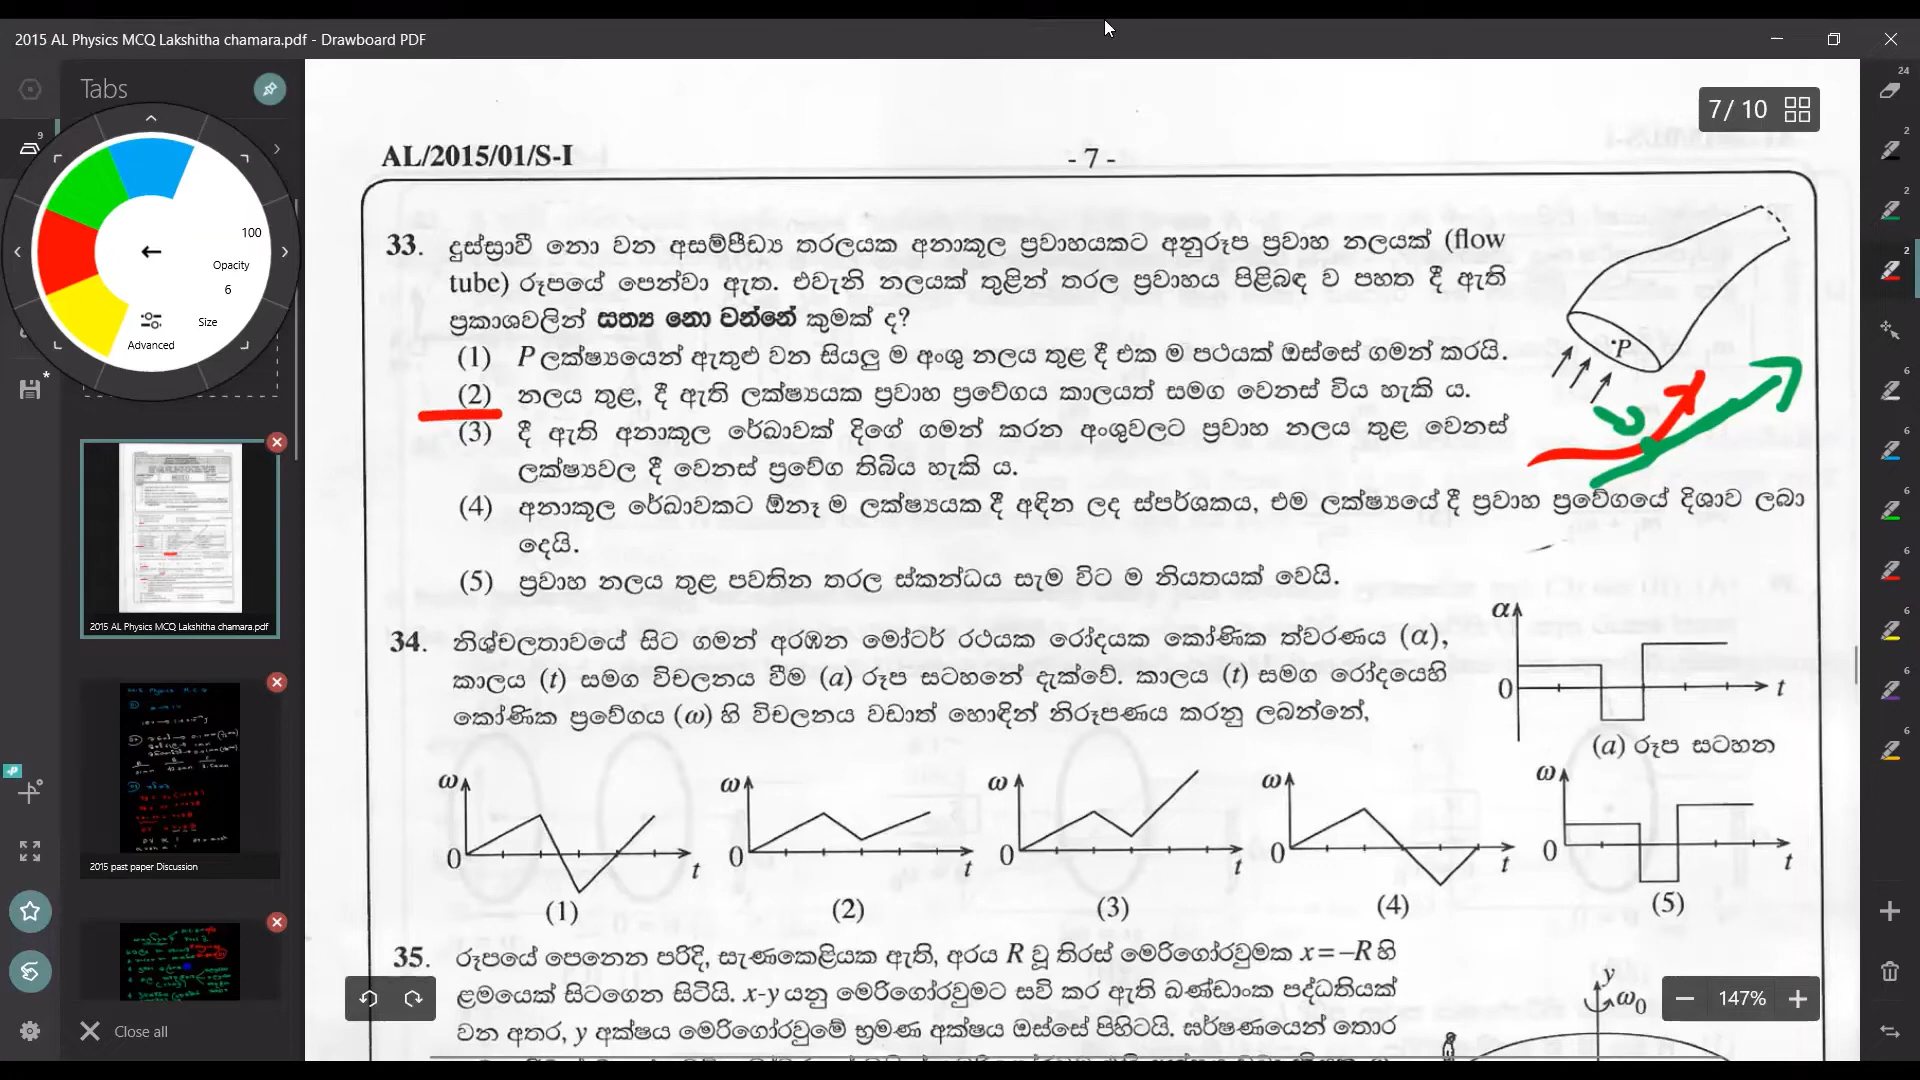 2015 AL Physics MCQ Lakshitha chamara.pdf - Drawboard PDF
Tabs
100
Opacity
6
Size
Advanced
2015 AL Physics MCQ Lakshitha chamara.pdf
2015 past paper Discussion
Close all
7 / 10
AL/2015/01/S-I
- 7 -
33. දුස්ස්‍රාවී නො වන අසම්පීඩ්‍ය තරලයක අනාකූල ප්‍රවාහයකට අනුරූප ප්‍රවාහ නලයක් (flow
tube) රූපයේ පෙන්වා ඇත. එවැනි නලයක් තුළින් තරල ප්‍රවාහය පිළිබඳ ව පහත දී ඇති
ප්‍රකාශවලින් සත්‍ය නො වන්නේ කුමක් ද?
(1) P ලක්ෂ්‍යයෙන් ඇතුළු වන සියලු ම අංශු නලය තුළ දී එක ම පථයක් ඔස්සේ ගමන් කරයි.
(2) නලය තුළ, දී ඇති ලක්ෂ්‍යයක ප්‍රවාහ ප්‍රවේගය කාලයත් සමග වෙනස් විය හැකි ය.
(3) දී ඇති අනාකූල රේඛාවක් දිගේ ගමන් කරන අංශුවලට ප්‍රවාහ නලය තුළ වෙනස්
ලක්ෂ්‍යවල දී වෙනස් ප්‍රවේග තිබිය හැකි ය.
(4) අනාකූල රේඛාවකට ඕනෑ ම ලක්ෂ්‍යයක දී අඳින ලද ස්පර්ශකය, එම ලක්ෂ්‍යයේ දී ප්‍රවාහ ප්‍රවේගයේ දිශාව ලබා
දෙයි.
(5) ප්‍රවාහ නලය තුළ පවතින තරල ස්කන්ධය සැම විට ම නියතයක් වෙයි.
P
34. නිශ්චලතාවයේ සිට ගමන් අරඹන මෝටර් රථයක රෝදයක කෝණික ත්වරණය (α),
කාලය (t) සමග විචලනය වීම (a) රූප සටහනේ දැක්වේ. කාලය (t) සමග රෝදයෙහි
කෝණික ප්‍රවේගය (ω) හි විචලනය වඩාත් හොඳින් නිරූපණය කරනු ලබන්නේ,
α
0
t
(a) රූප සටහන
ω 0 t (1)
ω 0 t (2)
ω 0 t (3)
ω 0 t (4)
ω 0 t (5)
35. රූපයේ පෙනෙන පරිදි, සැණකෙළියක ඇති, අරය R වූ තිරස් මෙරිගෝරවුමක x = –R හි
ළමයෙක් සිටගෙන සිටියි. x-y යනු මෙරිගෝරවුමට සවි කර ඇති ඛණ්ඩාංක පද්ධතියක්
වන අතර, y අක්ෂය මෙරිගෝරවුමේ භ්‍රමණ අක්ෂය ඔස්සේ පිහිටයි. ඝර්ෂණයෙන් තොර
y
ω0
147%